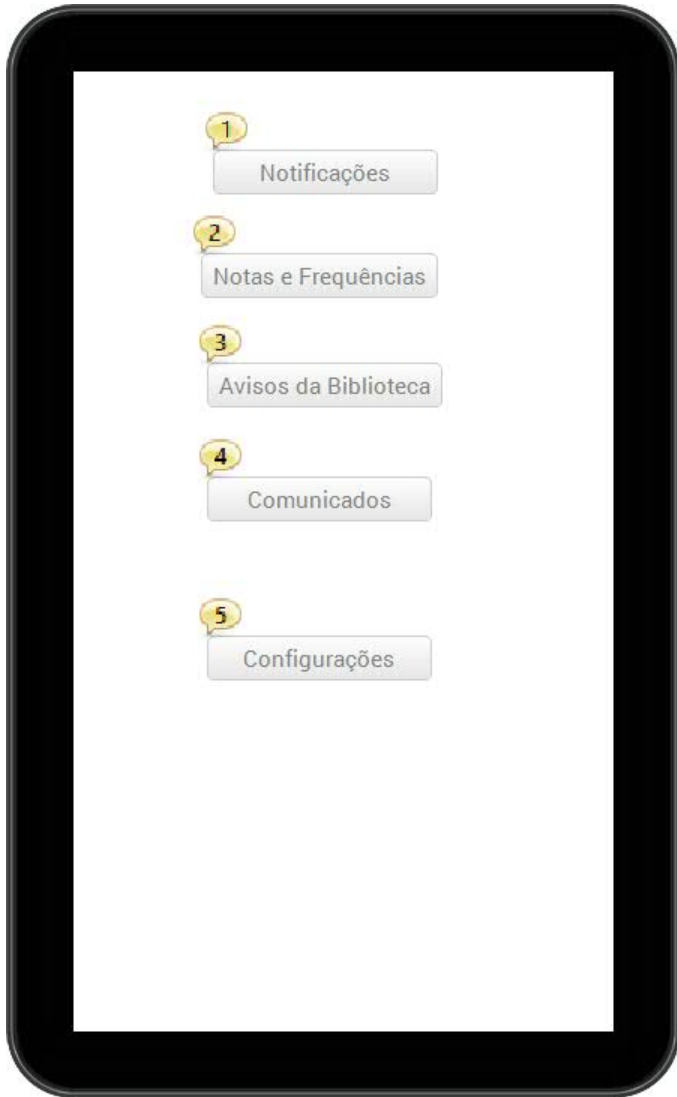 1
Notificações
2
Notas e Frequências
3
Avisos da Biblioteca
4
Comunicados
5
Configurações